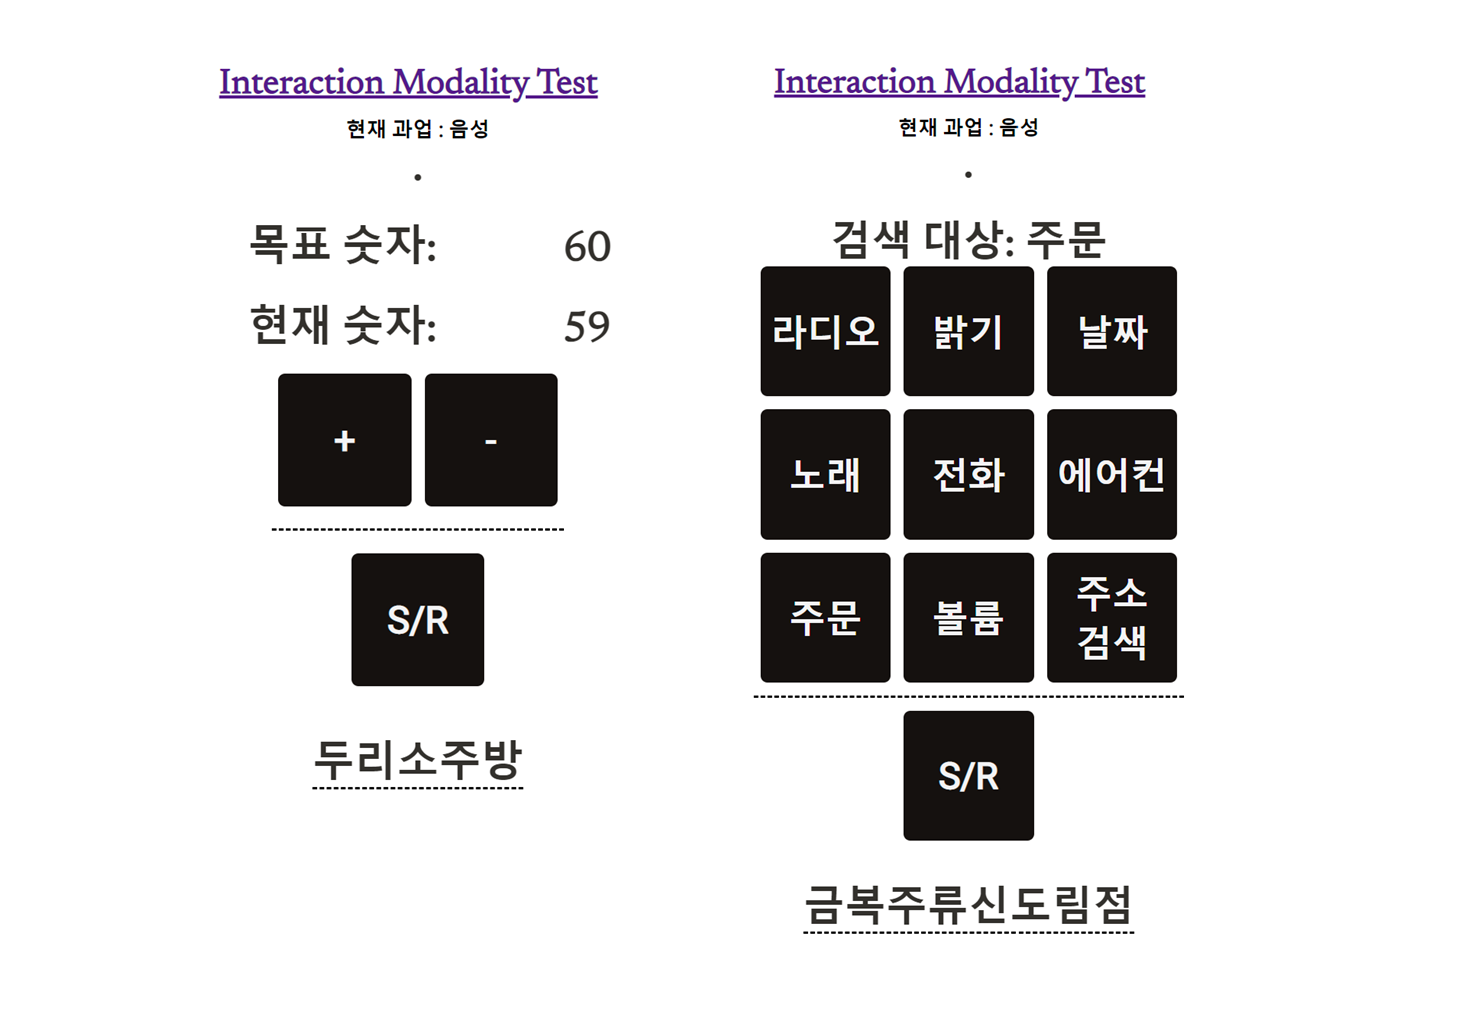 Interaction Modality Test
현재 과업 : 음성
.
목표 숫자: 60
현재 숫자: 59
+ -
S/R
두리소주방
Interaction Modality Test
현재 과업 : 음성
.
검색 대상: 주문
라디오 밝기 날짜
노래 전화 에어컨
주문 볼륨 주소
검색
S/R
금복주류신도림점